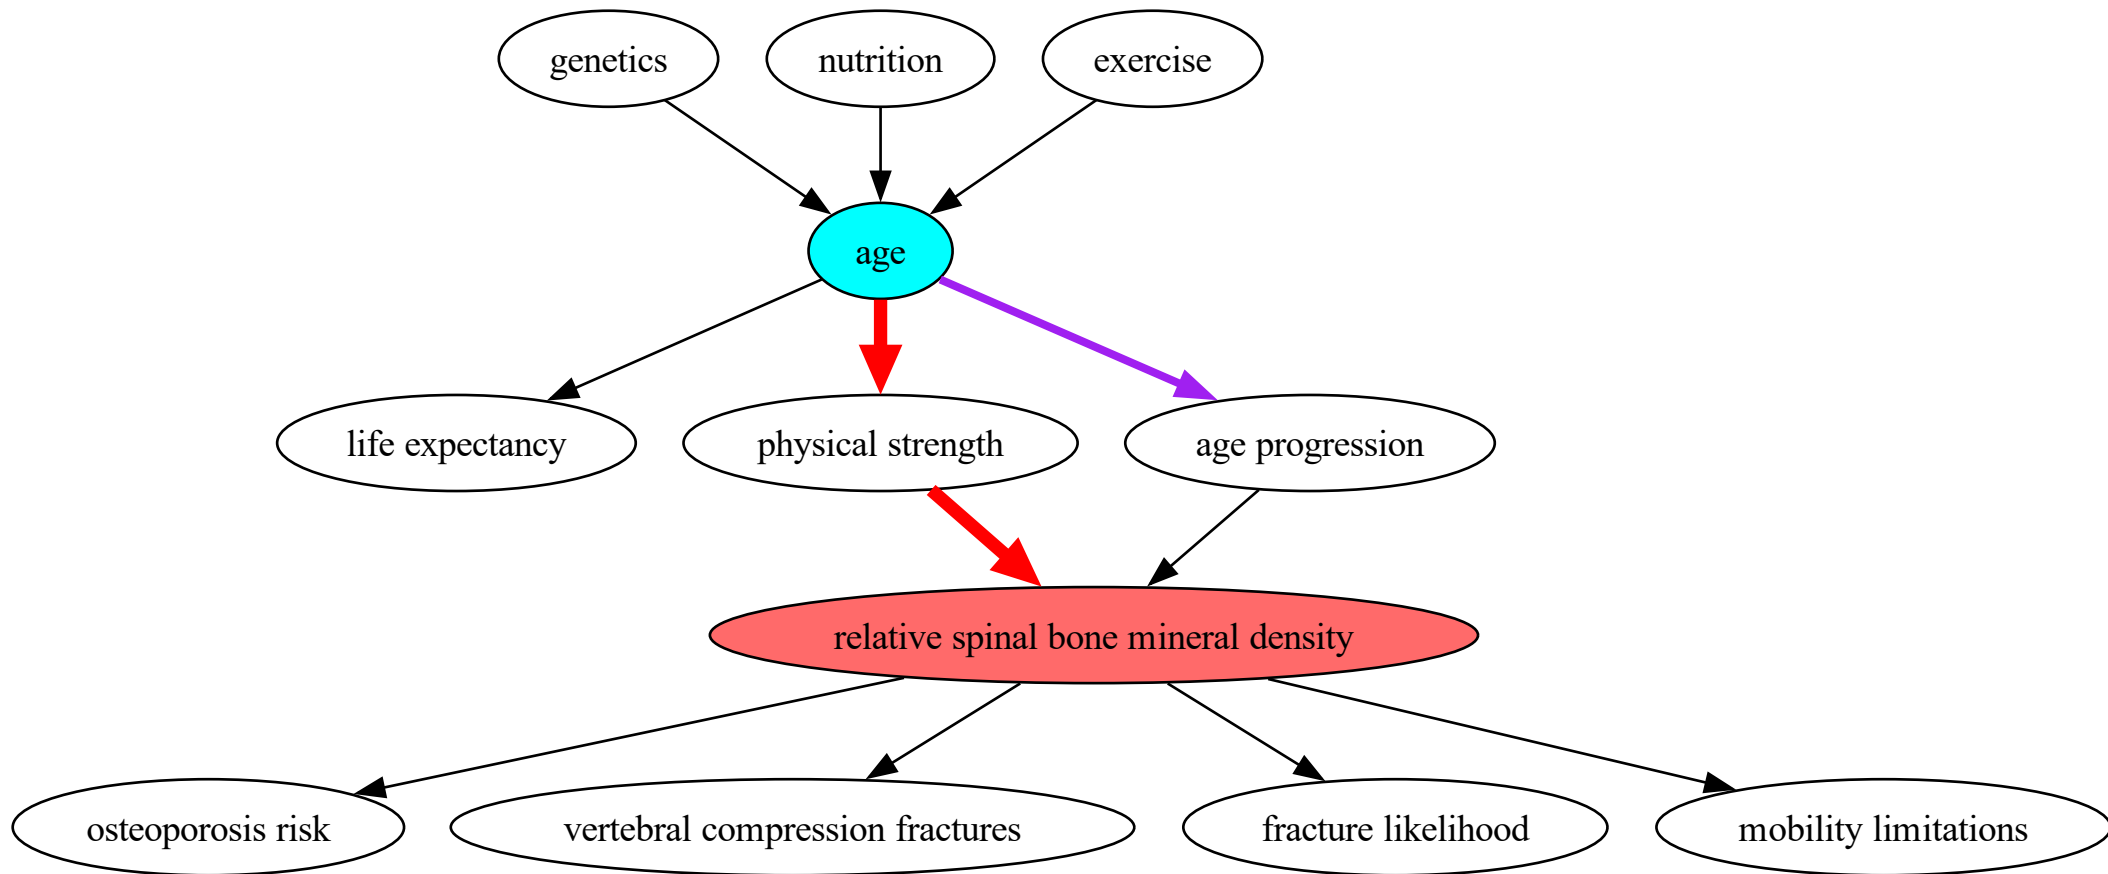 genetics
nutrition
exercise
age
life expectancy
physical strength
age progression
relative spinal bone mineral density
osteoporosis risk
vertebral compression fractures
fracture likelihood
mobility limitations